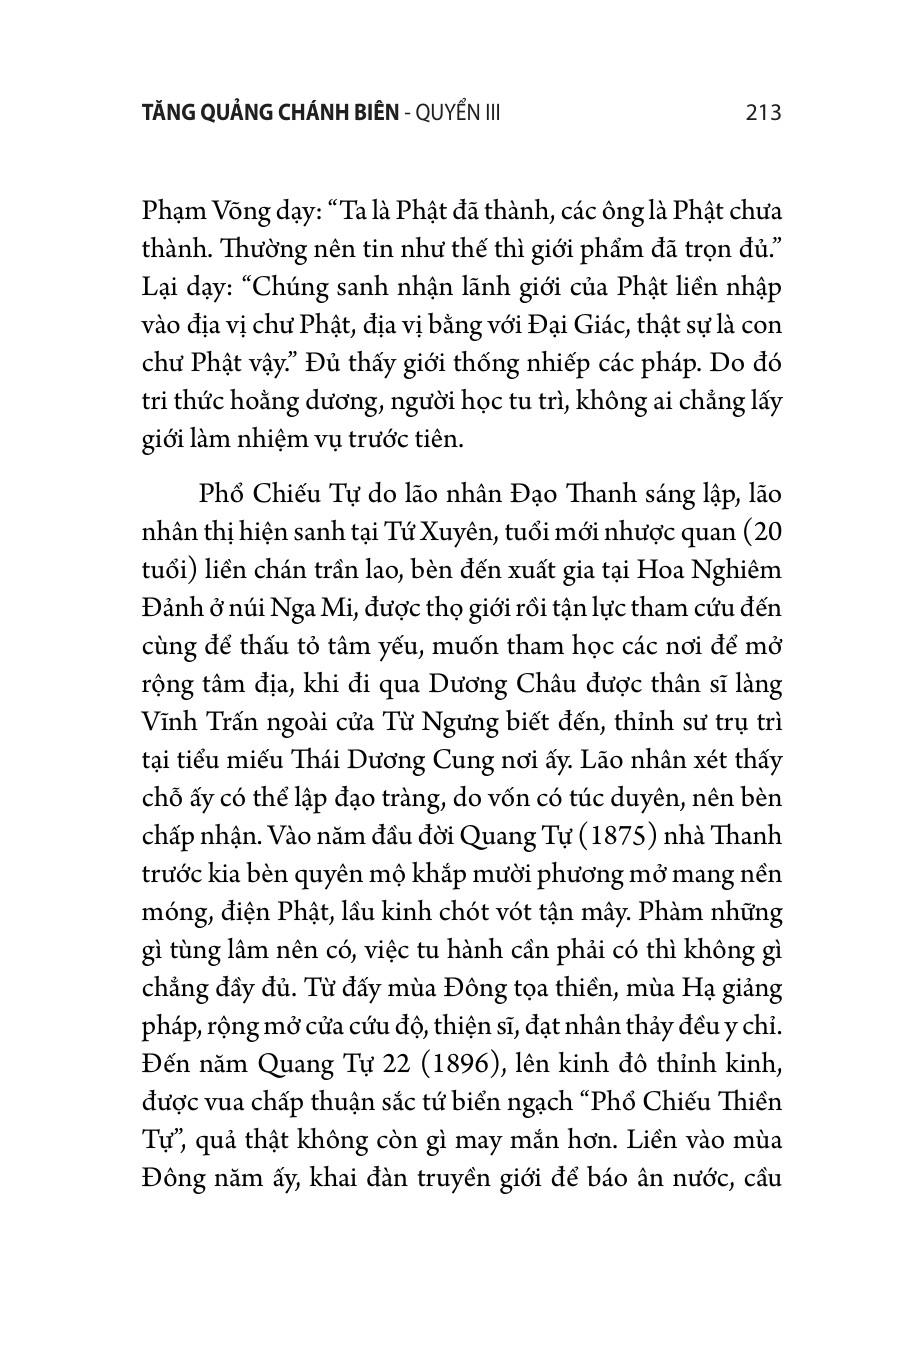 TĂNG QUẢNG CHÁNH BIÊN - QUYỂN III 213
Phạm Võng dạy: “Ta là Phật đã thành, các ông là Phật chưa
thành. Thường nên tin như thế thì giới phẩm đã trọn đủ.”
Lại dạy: “Chúng sanh nhận lãnh giới của Phật liền nhập
vào địa vị chư Phật, địa vị bằng với Đại Giác, thật sự là con
chư Phật vậy.” Đủ thấy giới thống nhiếp các pháp. Do đó
tri thức hoằng dương, người học tu trì, không ai chẳng lấy
giới làm nhiệm vụ trước tiên.
Phổ Chiếu Tự do lão nhân Đạo Thanh sáng lập, lão
nhân thị hiện sanh tại Tứ Xuyên, tuổi mới nhược quan (20
tuổi) liền chán trần lao, bèn đến xuất gia tại Hoa Nghiêm
Đảnh ở núi Nga Mi, được thọ giới rồi tận lực tham cứu đến
cùng để thấu tỏ tâm yếu, muốn tham học các nơi để mở
rộng tâm địa, khi đi qua Dương Châu được thân sĩ làng
Vĩnh Trấn ngoài cửa Từ Ngưng biết đến, thỉnh sư trụ trì
tại tiểu miếu Thái Dương Cung nơi ấy. Lão nhân xét thấy
chỗ ấy có thể lập đạo tràng, do vốn có túc duyên, nên bèn
chấp nhận. Vào năm đầu đời Quang Tự (1875) nhà Thanh
trước kia bèn quyên mộ khắp mười phương mở mang nền
móng, điện Phật, lầu kinh chót vót tận mây. Phàm những
gì tùng lâm nên có, việc tu hành cần phải có thì không gì
chẳng đầy đủ. Từ đấy mùa Đông tọa thiền, mùa Hạ giảng
pháp, rộng mở cửa cứu độ, thiện sĩ, đạt nhân thảy đều y chỉ.
Đến năm Quang Tự 22 (1896), lên kinh đô thỉnh kinh,
được vua chấp thuận sắc tứ biển ngạch “Phổ Chiếu Thiền
Tự”, quả thật không còn gì may mắn hơn. Liền vào mùa
Đông năm ấy, khai đàn truyền giới để báo ân nước, cầu